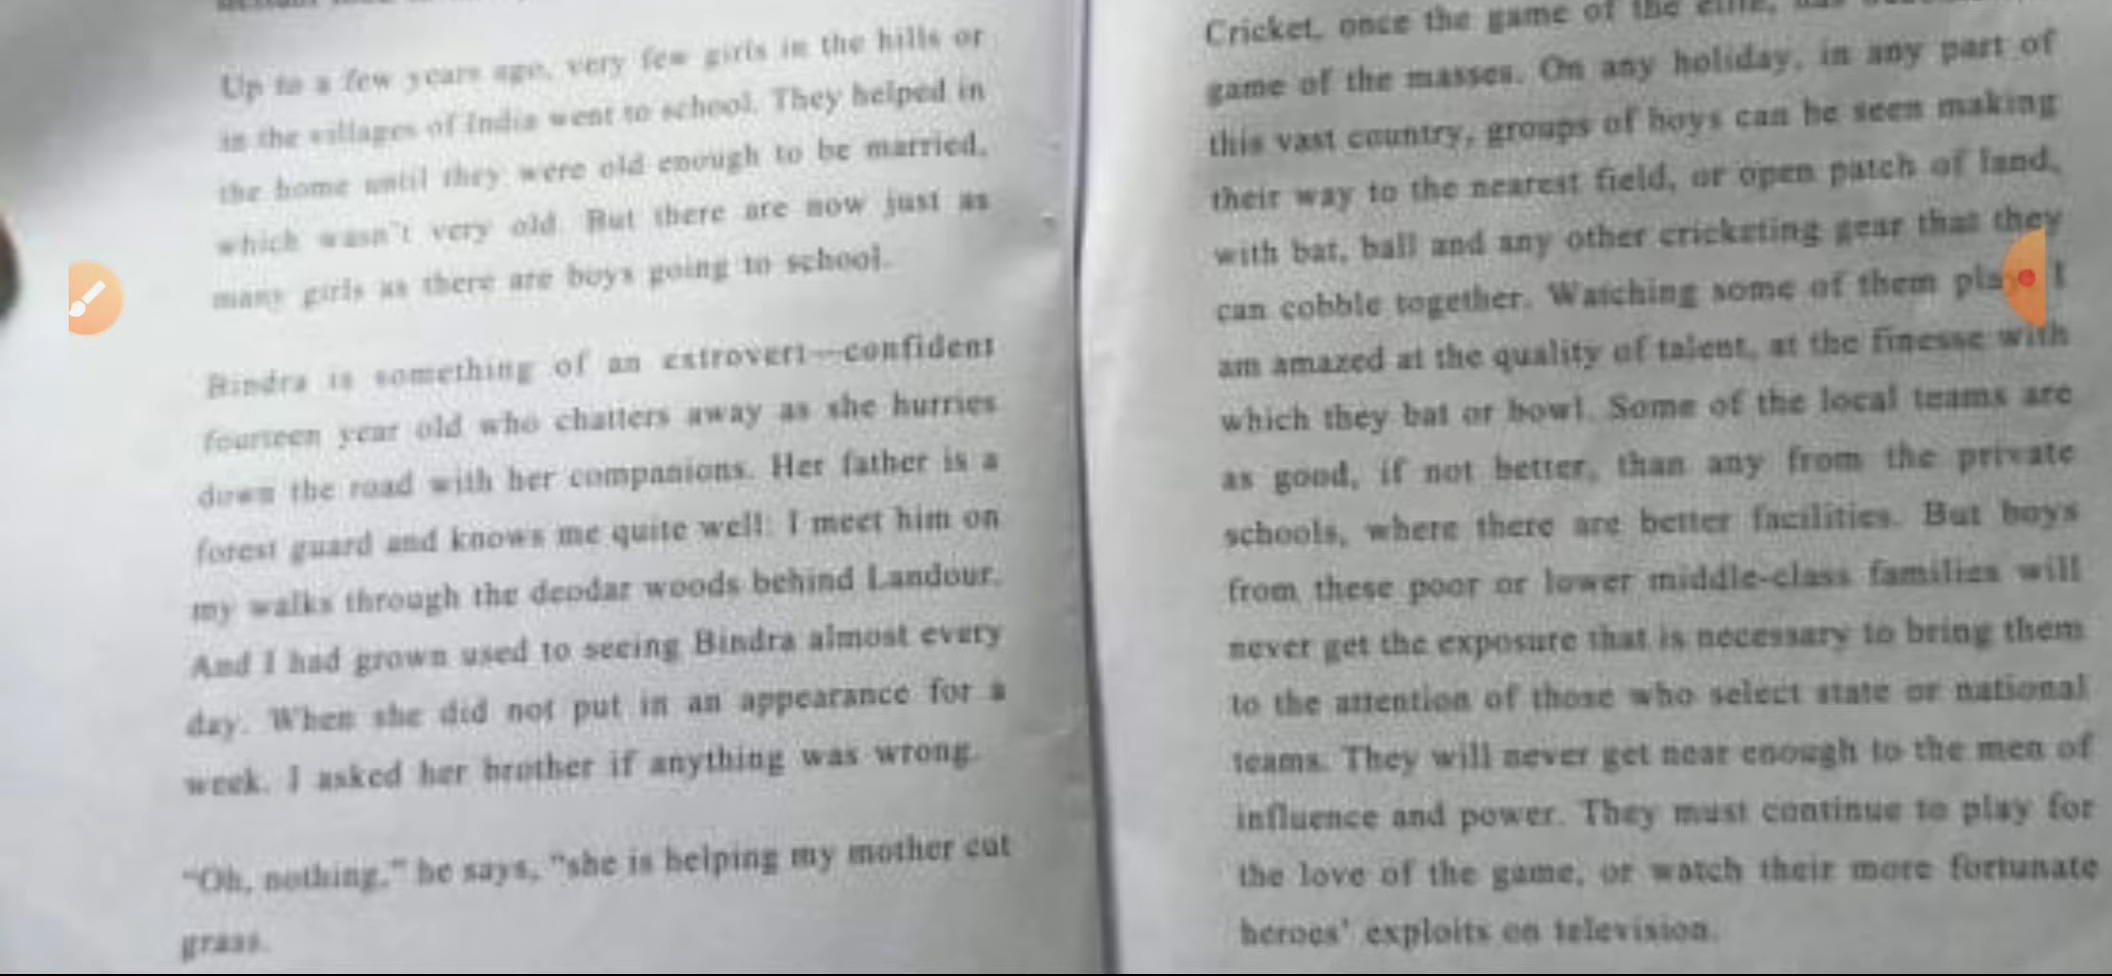 Up to a few years ago, very few girls in the hills or
in the villages of India went to school. They helped in
the home until they were old enough to be married,
which wasn't very old. But there are now just as
many girls as there are boys going to school.
Bindra is something of an extrovert—confident
fourteen year old who chatters away as she hurries
down the road with her companions. Her father is a
forest guard and knows me quite well: I meet him on
my walks through the deodar woods behind Landour.
And I had grown used to seeing Bindra almost every
day. When she did not put in an appearance for a
week, I asked her brother if anything was wrong.
"Oh, nothing," he says, "she is helping my mother cut
grass.
Cricket, once the game of the elite,
game of the masses. On any holiday, in any part of
this vast country, groups of boys can be seen making
their way to the nearest field, or open patch of land,
with bat, ball and any other cricketing gear that they
can cobble together. Watching some of them I
am amazed at the quality of talent, at the finesse with
which they bat or bowl. Some of the local teams are
as good, if not better, than any from the private
schools, where there are better facilities. But boys
from these poor or lower middle-class families will
never get the exposure that is necessary to bring them
to the attention of those who select state or national
teams. They will never get near enough to the men of
influence and power. They must continue to play for
the love of the game, or watch their more fortunate
heroes' exploits on television.